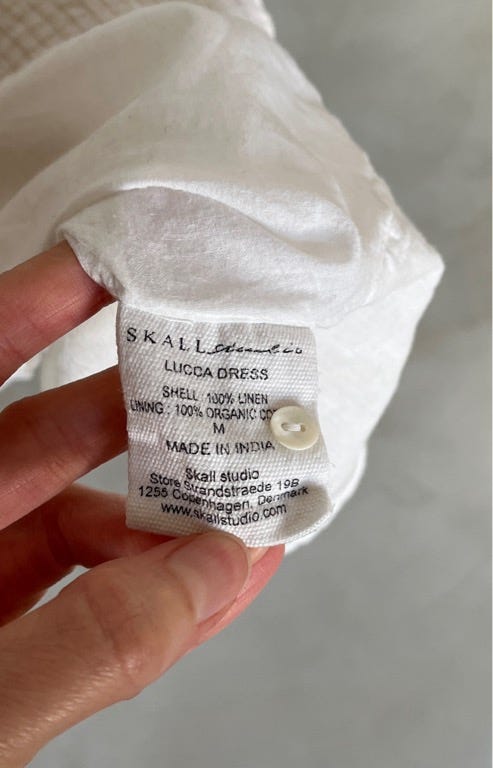 SKALL studio
LUCCA DRESS
SHELL 100% LINEN
LINING : 100% ORGANIC
M
MADE IN INDIA
Skall studio
Store Strandstraede 19B
1255 Copenhagen, Denmark
www.skallstudio.com